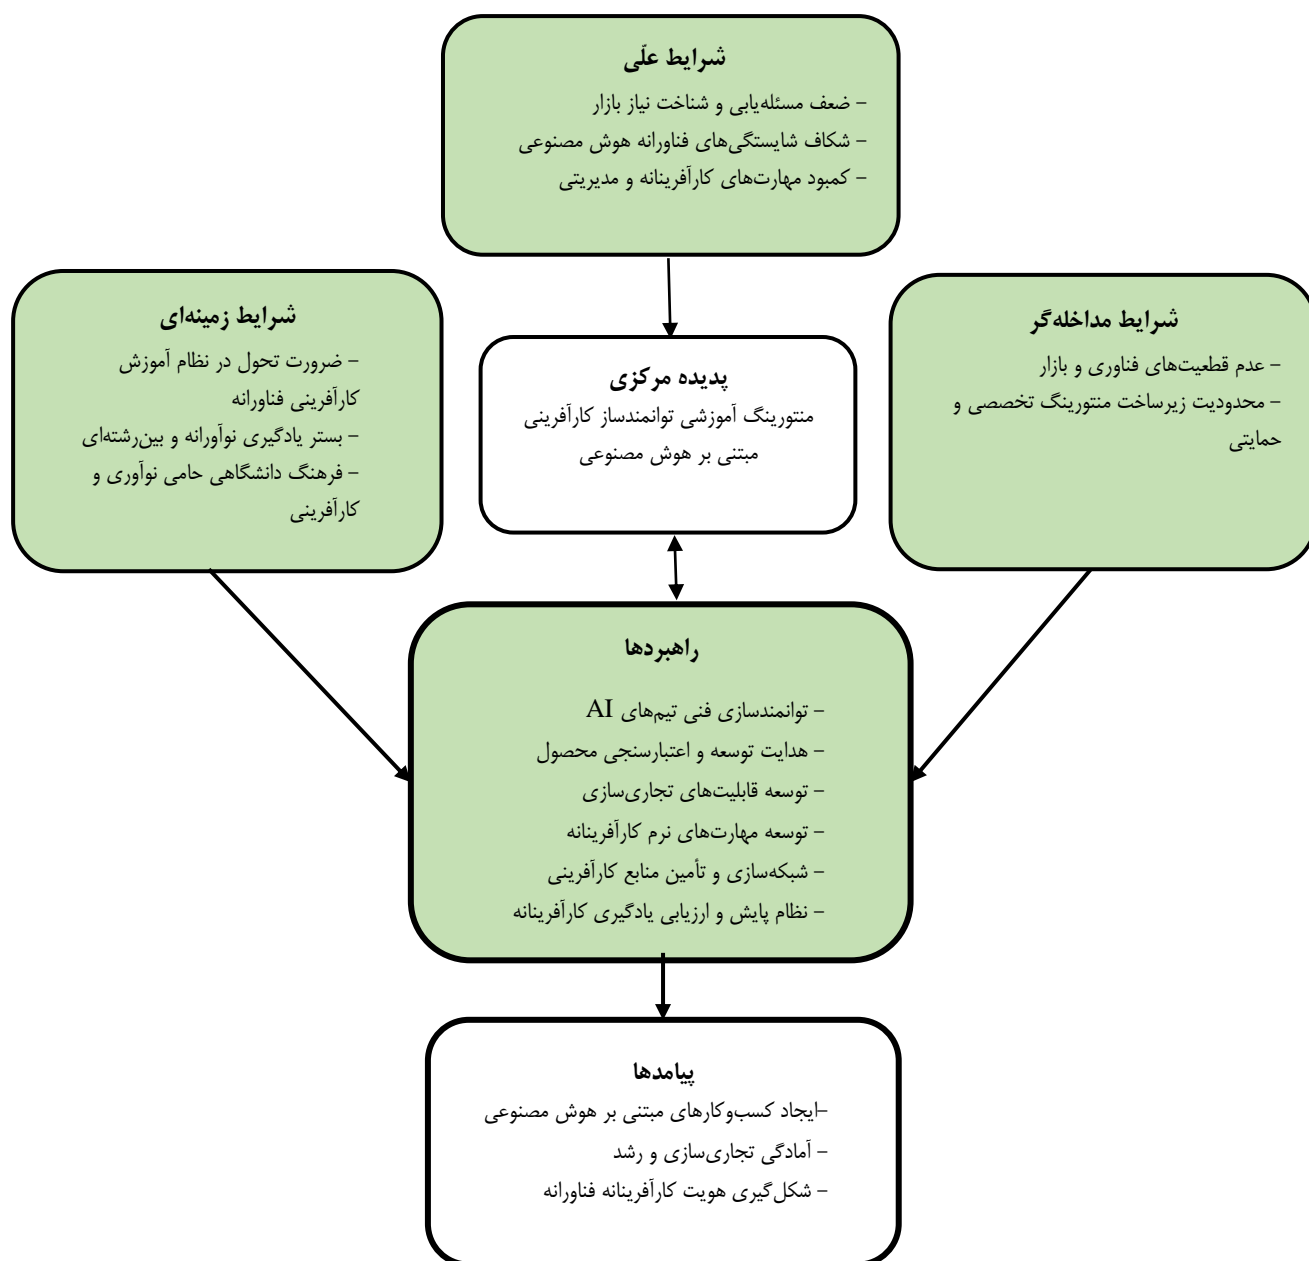 شرایط علّی
- ضعف مسئله‌یابی و شناخت نیاز بازار
- شکاف شایستگی‌های فناورانه هوش مصنوعی
- کمبود مهارت‌های کارآفرینانه و مدیریتی
شرایط مداخله‌گر
- عدم قطعیت‌های فناوری و بازار
- محدودیت زیرساخت منتورینگ تخصصی و
حمایتی
پدیده مرکزی
منتورینگ آموزشی توانمندساز کارآفرینی
مبتنی بر هوش مصنوعی
شرایط زمینه‌ای
- ضرورت تحول در نظام آموزش
کارآفرینی فناورانه
- بستر یادگیری نوآورانه و بین‌رشته‌ای
- فرهنگ دانشگاهی حامی نوآوری و
کارآفرینی
راهبردها
- توانمندسازی فنی تیم‌های AI
- هدایت توسعه و اعتبارسنجی محصول
- توسعه قابلیت‌های تجاری‌سازی
- توسعه مهارت‌های نرم کارآفرینانه
- شبکه‌سازی و تأمین منابع کارآفرینی
- نظام پایش و ارزیابی یادگیری کارآفرینانه
پیامدها
-ایجاد کسب‌وکارهای مبتنی بر هوش مصنوعی
- آمادگی تجاری‌سازی و رشد
- شکل‌گیری هویت کارآفرینانه فناورانه